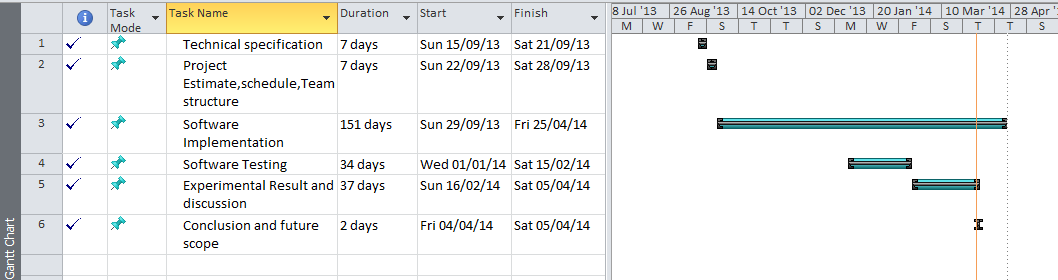 Task Mode Task Name Duration Start Finish
8 Jul '13 26 Aug '13 14 Oct '13 02 Dec '13 20 Jan '14 10 Mar '14 28 Apr '
M W F S T T M W F S T T S
1 Technical specification 7 days Sun 15/09/13 Sat 21/09/13
2 Project 7 days Sun 22/09/13 Sat 28/09/13
Estimate,schedule,Team
structure
3 Software 151 days Sun 29/09/13 Fri 25/04/14
Implementation
4 Software Testing 34 days Wed 01/01/14 Sat 15/02/14
5 Experimental Result and 37 days Sun 16/02/14 Sat 05/04/14
discussion
6 Conclusion and future 2 days Fri 04/04/14 Sat 05/04/14
scope
Gantt Chart